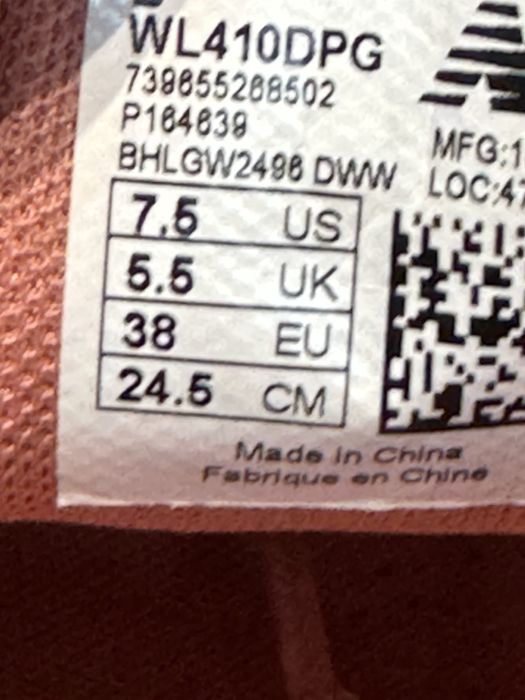 WL410DPG
739655268502
P164639
BHLGW2496 DWW
MFG:1
LOC:47
7.5 US
5.5 UK
38 EU
24.5 CM
Made in China
Fabrique en Chine